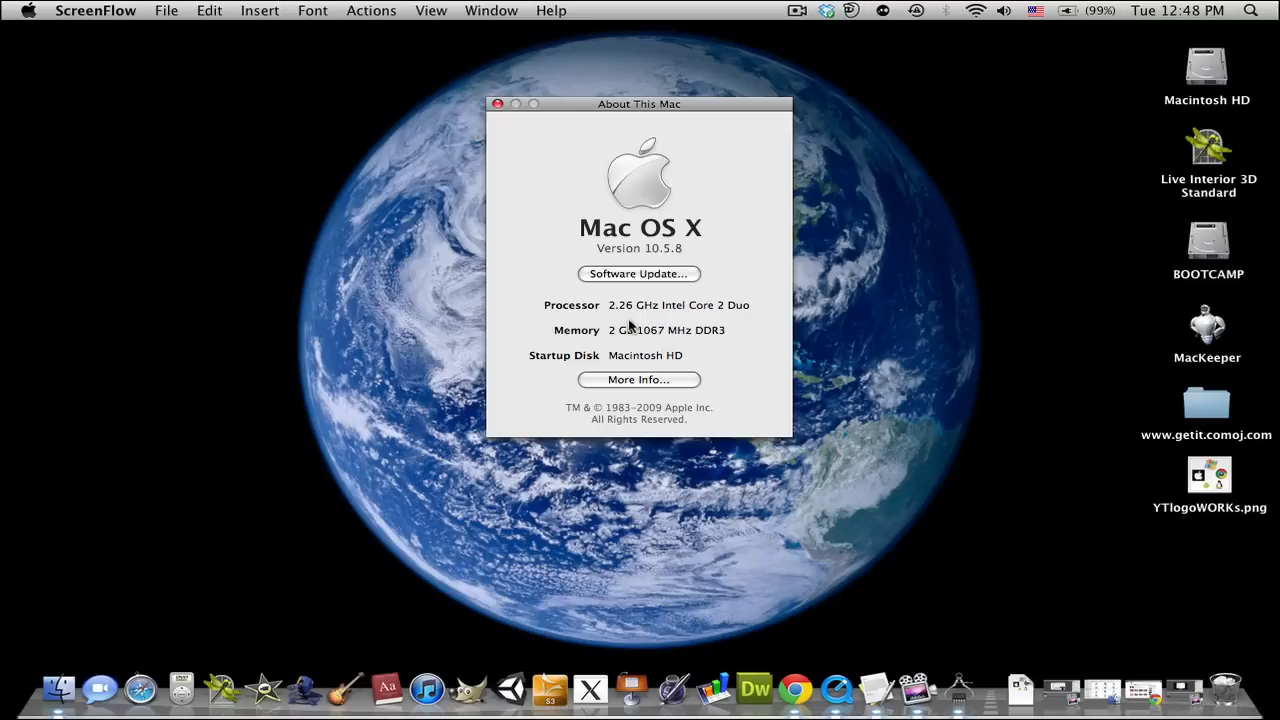 ScreenFlow File Edit Insert Font Actions View Window Help (99%) Tue 12:48 PM
About This Mac
Mac OS X
Version 10.5.8
Software Update...
Processor 2.26 GHz Intel Core 2 Duo
Memory 2 G 1067 MHz DDR3
Startup Disk Macintosh HD
More Info...
TM & © 1983-2009 Apple Inc.
All Rights Reserved.
Macintosh HD
Live Interior 3D
Standard
BOOTCAMP
MacKeeper
www.getit.comoj.com
YTlogoWORKs.png
Aa S3 X Dw